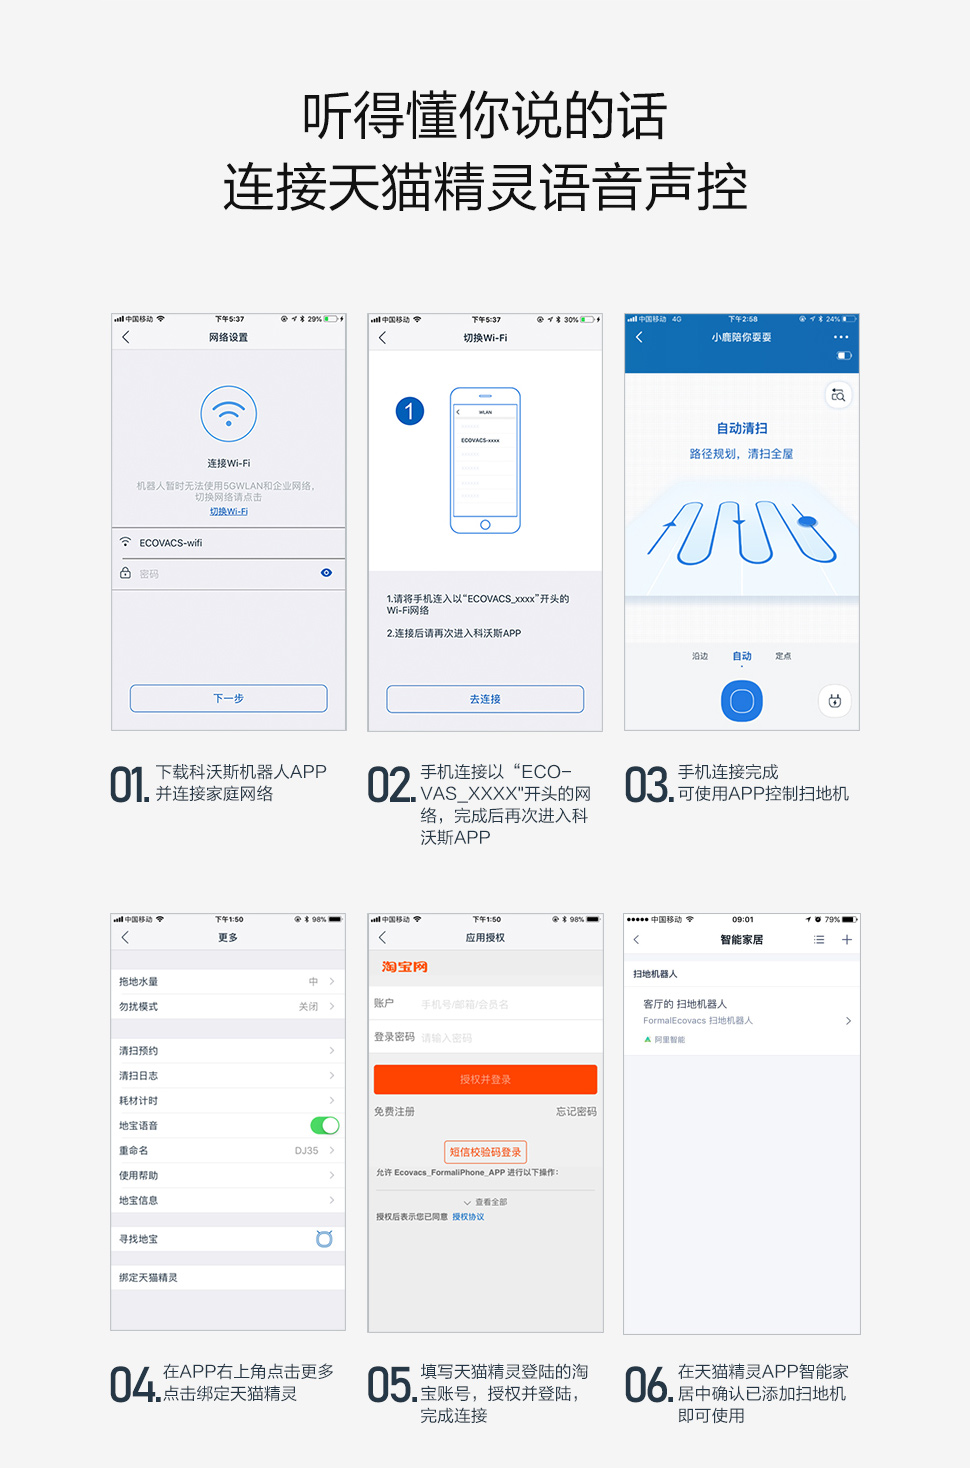 听得懂你说的话
连接天猫精灵语音声控
中国移动 下午5:37 29%
网络设置
连接Wi-Fi
机器人暂时无法使用5GWLAN和企业网络，
切换网络请点击
切换Wi-Fi
ECOVACS-wifi
密码
下一步
中国移动 下午5:37 30%
切换Wi-Fi
1
WLAN
ECOVACS-xxxx
1.请将手机连入以“ECOVACS_xxxx”开头的
Wi-Fi网络
2.连接后请再次进入科沃斯APP
去连接
中国移动 4G 下午2:58 24%
小鹿陪你耍耍
自动清扫
路径规划，清扫全屋
沿边 自动 定点
01. 下载科沃斯机器人APP
并连接家庭网络
02. 手机连接以“ECO-
VAS_XXXX"开头的网
络，完成后再次进入科
沃斯APP
03. 手机连接完成
可使用APP控制扫地机
中国移动 下午1:50 98%
更多
拖地水量 中
勿扰模式 关闭
清扫预约
清扫日志
耗材计时
地宝语音
重命名 DJ35
使用帮助
地宝信息
寻找地宝
绑定天猫精灵
中国移动 下午1:50 98%
应用授权
淘宝网
账户 手机号/邮箱/会员名
登录密码 请输入密码
授权并登录
免费注册 忘记密码
短信校验码登录
允许 Ecovacs_FormaliPhone_APP 进行以下操作：
查看全部
授权后表示您已同意 授权协议
中国移动 09:01 79%
智能家居
扫地机器人
客厅的 扫地机器人
FormalEcovacs 扫地机器人
阿里智能
04. 在APP右上角点击更多
点击绑定天猫精灵
05. 填写天猫精灵登陆的淘
宝账号，授权并登陆，
完成连接
06. 在天猫精灵APP智能家
居中确认已添加扫地机
即可使用